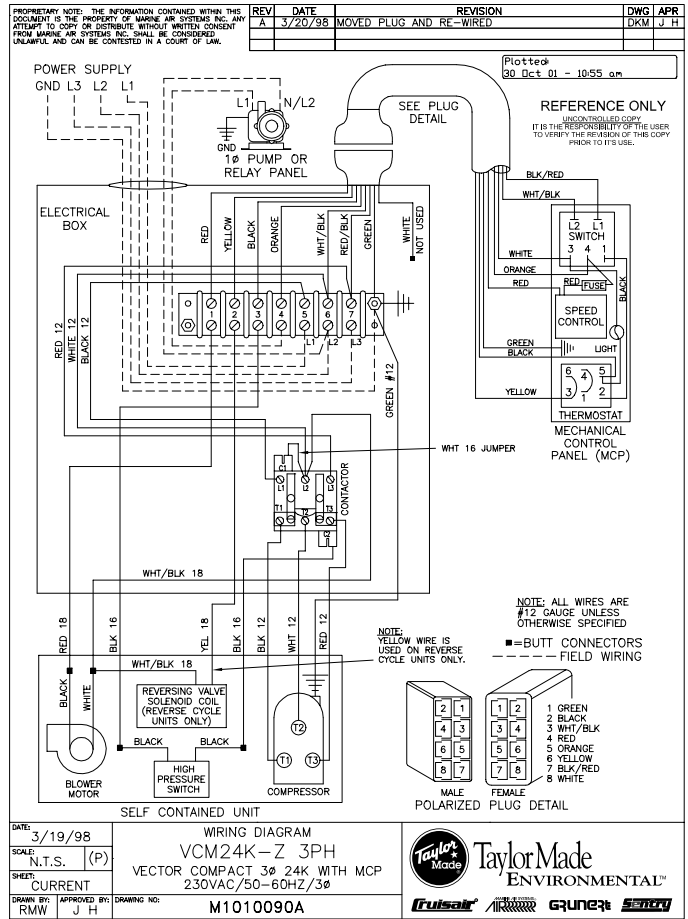 PROPRIETARY NOTE: THE INFORMATION CONTAINED WITHIN THIS
DOCUMENT IS THE PROPERTY OF MARINE AIR SYSTEMS INC. ANY
ATTEMPT TO COPY OR DISTRIBUTE WITHOUT WRITTEN CONSENT
FROM MARINE AIR SYSTEMS INC. SHALL BE CONSIDERED
UNLAWFUL AND CAN BE CONTESTED IN A COURT OF LAW.
REV DATE REVISION DWG APR
A 3/20/98 MOVED PLUG AND RE-WIRED DKM J H
Plotted:
30 Oct 01 - 10:55 am
POWER SUPPLY
GND L3 L2 L1
L1 N/L2
GND
1ø PUMP OR
RELAY PANEL
SEE PLUG
DETAIL
REFERENCE ONLY
UNCONTROLLED COPY
IT IS THE RESPONSIBILITY OF THE USER
TO VERIFY THE REVISION OF THIS COPY
PRIOR TO IT'S USE.
BLK/RED
WHT/BLK
ELECTRICAL
BOX
RED
YELLOW
BLACK
ORANGE
WHT/BLK
RED/BLK
GREEN
WHITE
NOT USED
L2 L1
SWITCH
3 4 1
WHITE
ORANGE
RED
RED
FUSE
BLACK
SPEED
CONTROL
LIGHT
GREEN
BLACK
YELLOW
6 4 5
3 1 2
THERMOSTAT
MECHANICAL
CONTROL
PANEL (MCP)
1 2 3 4 5 6 7
L1 L2 L3
RED 12
WHITE 12
BLACK 12
GREEN #12
WHT 16 JUMPER
C1
L1 L2 L3
T1 T2 T3
C2
CONTACTOR
WHT/BLK 18
RED 18
BLK 16
YEL 18
BLK 16
BLK 12
WHT 12
RED 12
NOTE:
YELLOW WIRE IS
USED ON REVERSE
CYCLE UNITS ONLY.
NOTE: ALL WIRES ARE
#12 GAUGE UNLESS
OTHERWISE SPECIFIED
■=BUTT CONNECTORS
– – – – – FIELD WIRING
WHT/BLK 18
BLACK
WHITE
REVERSING VALVE
SOLENOID COIL
(REVERSE CYCLE
UNITS ONLY)
BLACK BLACK
HIGH
PRESSURE
SWITCH
BLOWER
MOTOR
T2
T1 T3
COMPRESSOR
SELF CONTAINED UNIT
2 1
4 3
6 5
8 7
MALE
1 2
3 4
5 6
7 8
FEMALE
1 GREEN
2 BLACK
3 WHT/BLK
4 RED
5 ORANGE
6 YELLOW
7 BLK/RED
8 WHITE
POLARIZED PLUG DETAIL
DATE: 3/19/98
SCALE: N.T.S. (P)
SHEET: CURRENT
DRAWN BY: RMW
APPROVED BY: J H
WIRING DIAGRAM
VCM24K-Z 3PH
VECTOR COMPACT 3ø 24K WITH MCP
230VAC/50-60HZ/3ø
DRAWING NO: M1010090A
Taylor Made
TaylorMade
ENVIRONMENTAL™
Cruisair
MARINE AIR SYSTEMS
AIR
GRUNERT
Sentry